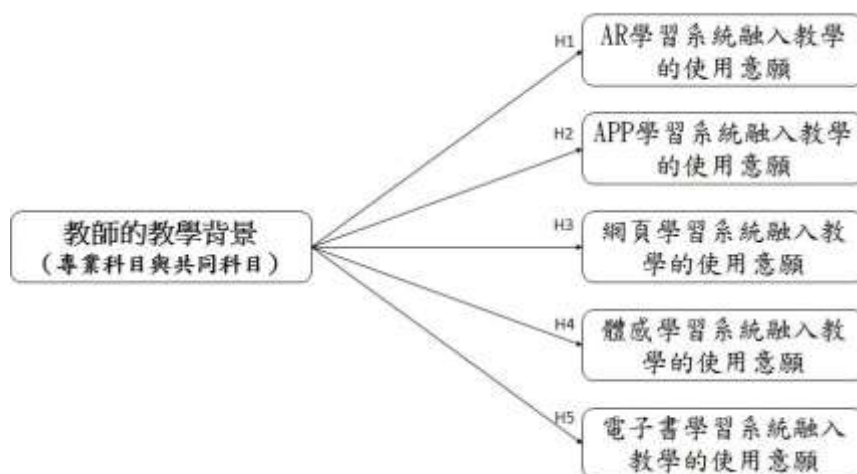 H1
AR學習系統融入教學
的使用意願
H2
APP學習系統融入教學
的使用意願
教師的教學背景
(專業科目與共同科目)
H3
網頁學習系統融入教
學的使用意願
H4
體感學習系統融入教
學的使用意願
H5
電子書學習系統融入
教學的使用意願